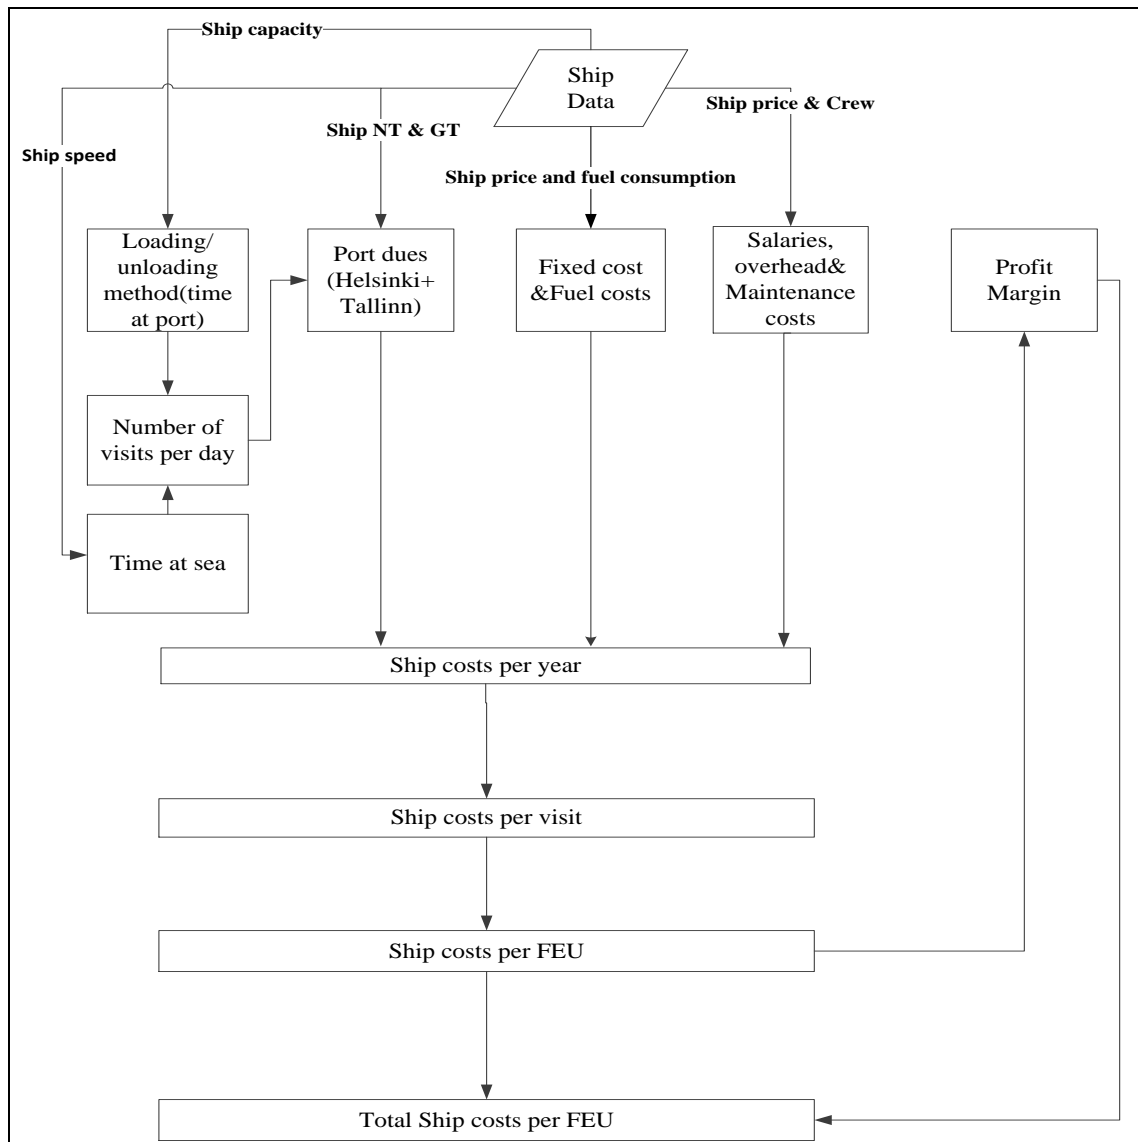 Ship capacity
Ship
Data
Ship price & Crew
Ship NT & GT
Ship speed
Ship price and fuel consumption
Loading/
unloading
method(time
at port)
Port dues
(Helsinki+
Tallinn)
Fixed cost
&Fuel costs
Salaries,
overhead&
Maintenance
costs
Profit
Margin
Number of
visits per day
Time at sea
Ship costs per year
Ship costs per visit
Ship costs per FEU
Total Ship costs per FEU